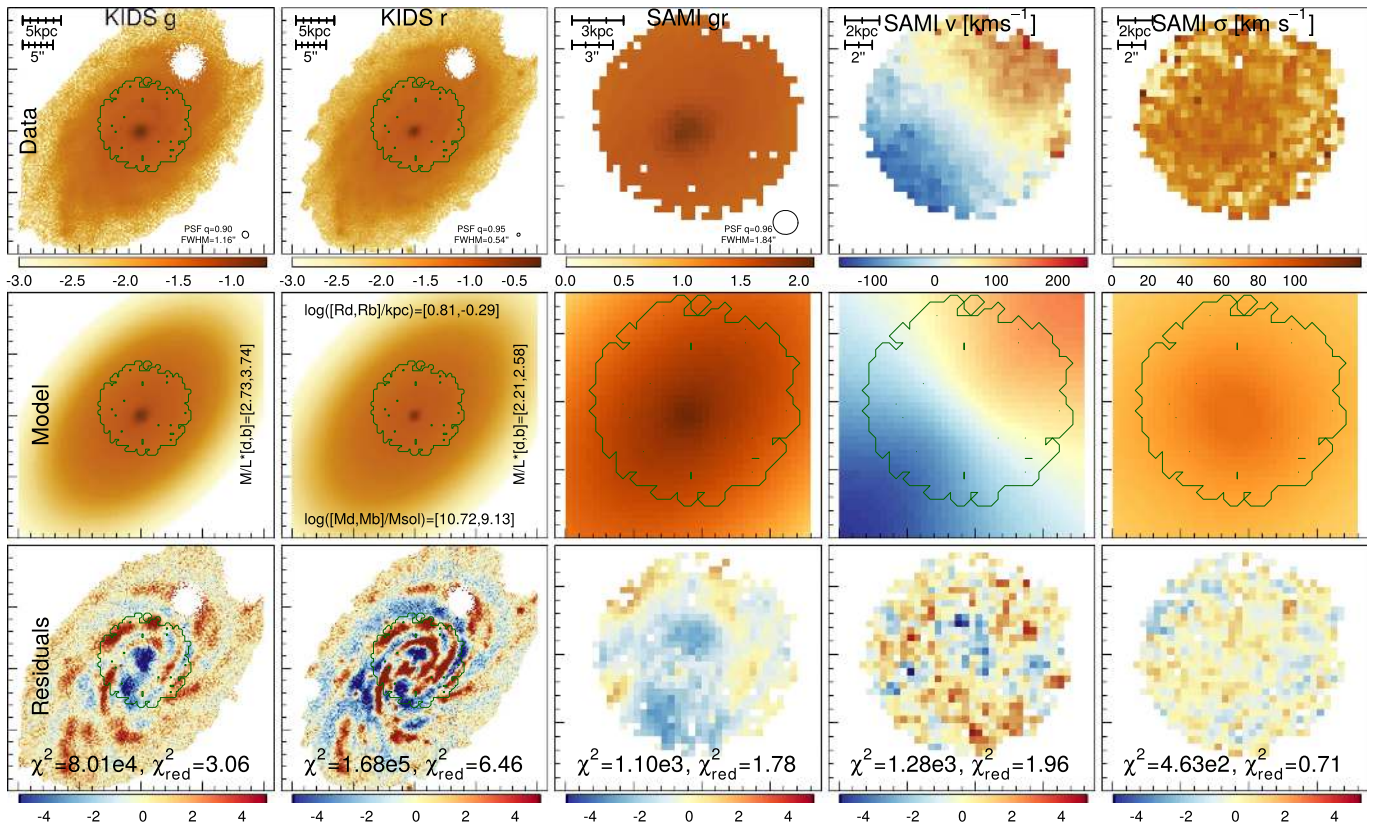 KIDS g
5kpc
5"
Data
PSF q=0.90
FWHM=1.16"
-3.0 -2.5 -2.0 -1.5 -1.0
KIDS r
5kpc
5"
PSF q=0.95
FWHM=0.54"
-3.0 -2.5 -2.0 -1.5 -1.0 -0.5
SAMI gr
3kpc
3"
PSF q=0.96
FWHM=1.84"
0.0 0.5 1.0 1.5 2.0
SAMI v [kms⁻¹]
2kpc
2"
-100 0 100 200
SAMI σ [km s⁻¹]
2kpc
2"
0 20 40 60 80 100
Model
M/L*[d,b]=[2.73,3.74]
log([Rd,Rb]/kpc)=[0.81,-0.29]
M/L*[d,b]=[2.21,2.58]
log([Md,Mb]/Msol)=[10.72,9.13]
Residuals
χ²=8.01e4, χ²red=3.06
-4 -2 0 2 4
χ²=1.68e5, χ²red=6.46
-4 -2 0 2 4
χ²=1.10e3, χ²red=1.78
-4 -2 0 2 4
χ²=1.28e3, χ²red=1.96
-4 -2 0 2 4
χ²=4.63e2, χ²red=0.71
-4 -2 0 2 4